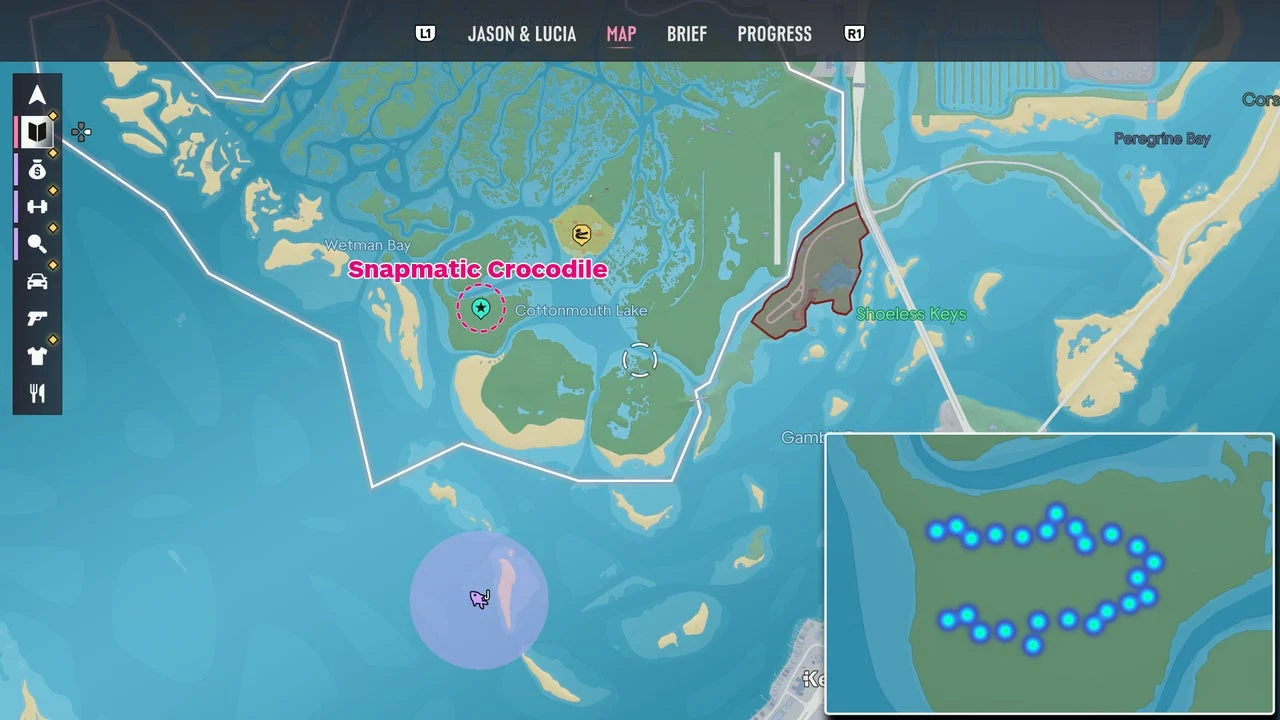 L1 JASON & LUCIA MAP BRIEF PROGRESS R1
Peregrine Bay
Wetman Bay
Snapmatic Crocodile
Cottonmouth Lake
Shoeless Keys